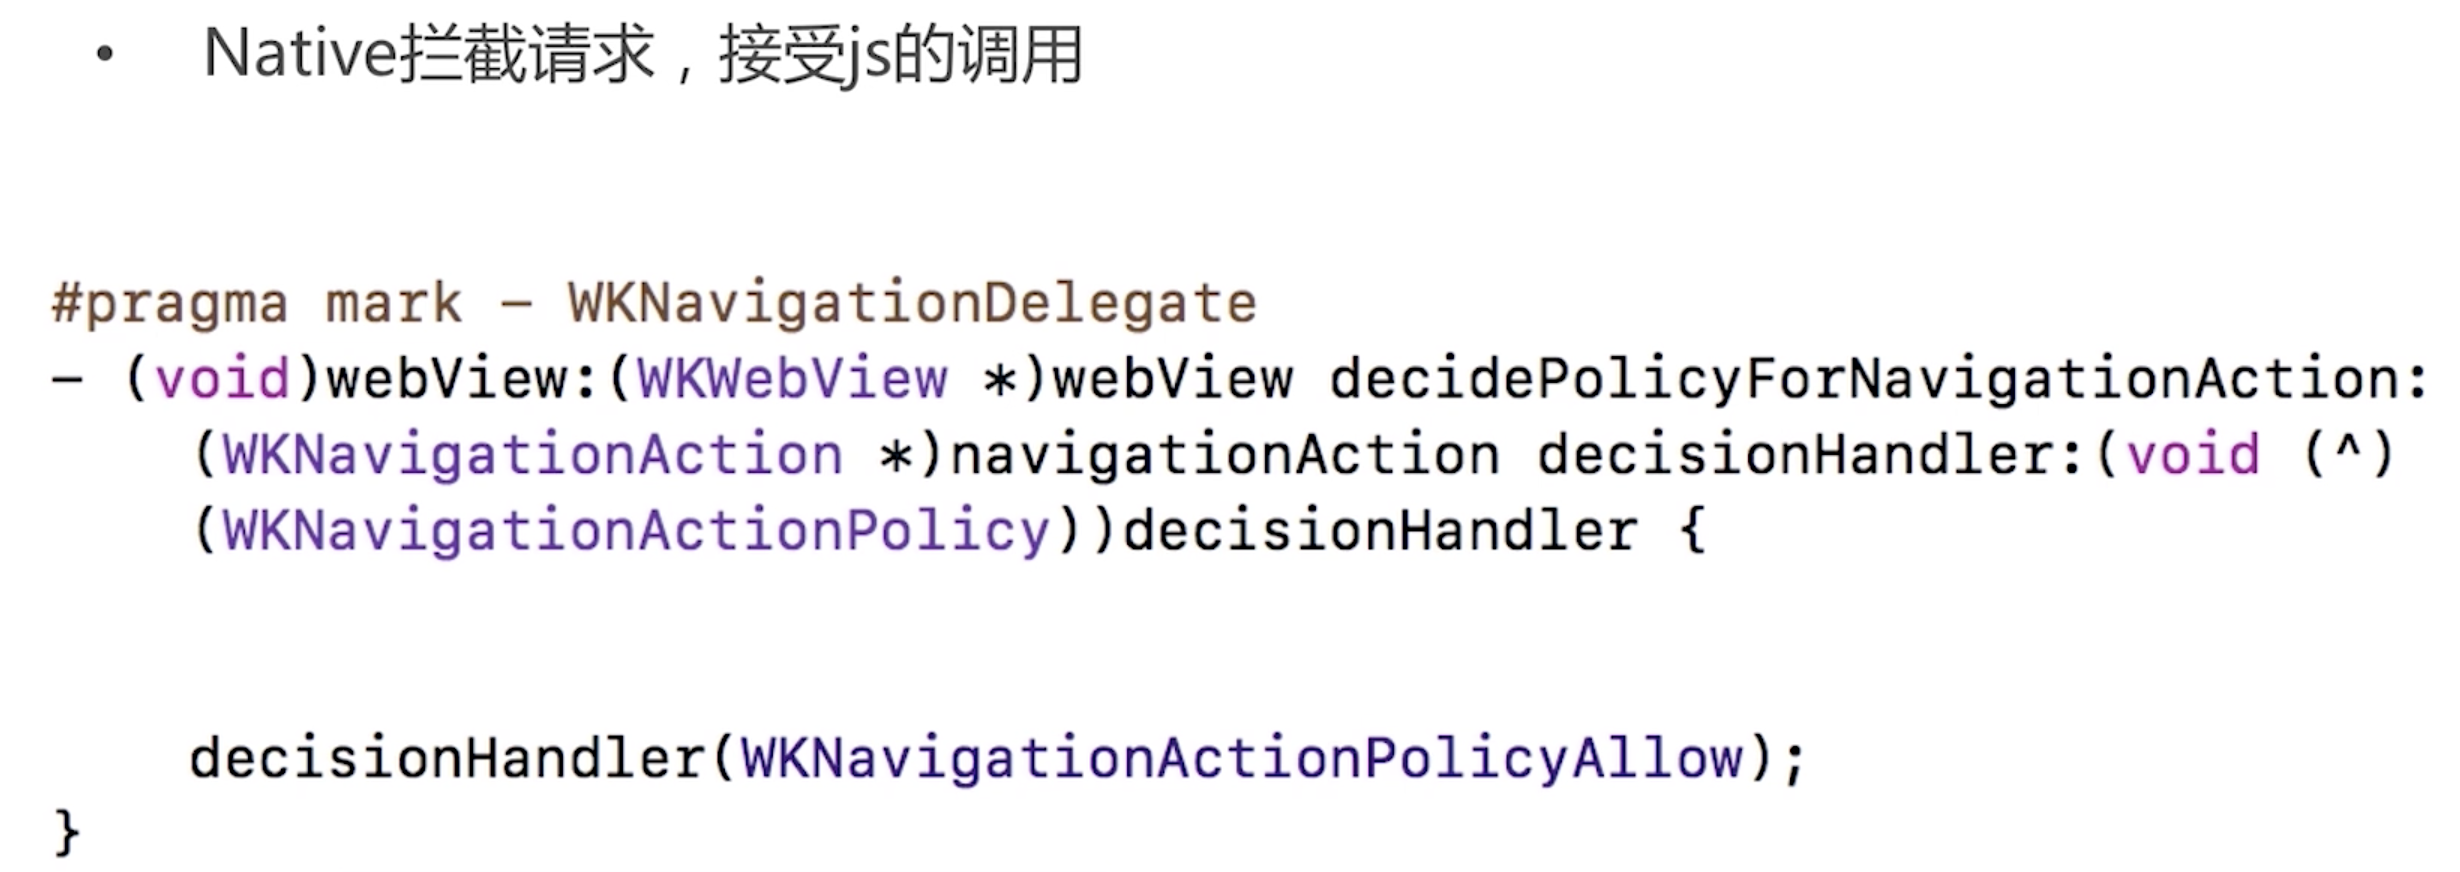 • Native拦截请求，接受js的调用
#pragma mark – WKNavigationDelegate
– (void)webView:(WKWebView *)webView decidePolicyForNavigationAction:
(WKNavigationAction *)navigationAction decisionHandler:(void (^)
(WKNavigationActionPolicy))decisionHandler {
decisionHandler(WKNavigationActionPolicyAllow);
}